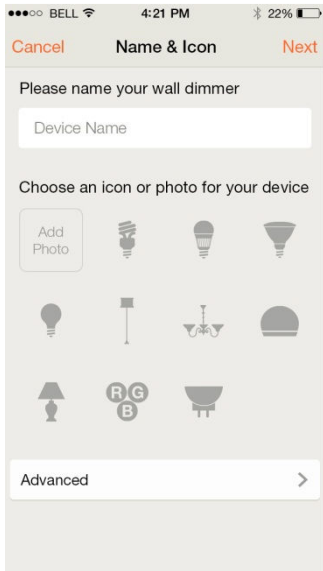 BELL 4:21 PM 22%
Cancel Name & Icon Next
Please name your wall dimmer
Device Name
Choose an icon or photo for your device
Add
Photo
R G
B
Advanced